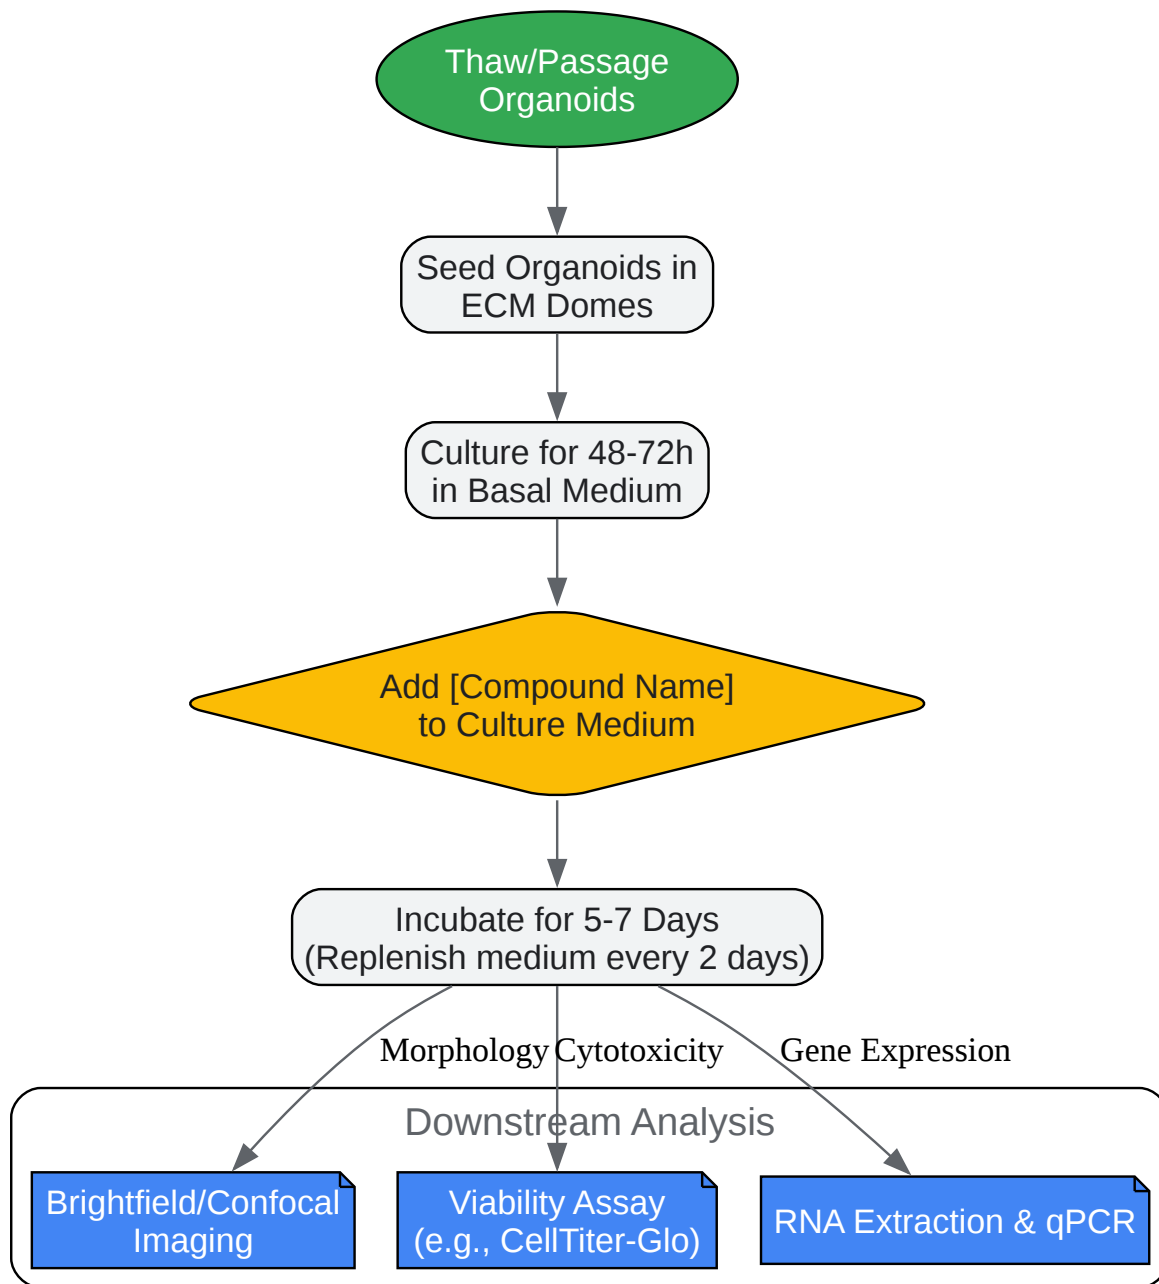 Thaw/Passage
Organoids
Seed Organoids in
ECM Domes
Culture for 48-72h
in Basal Medium
Add [Compound Name]
to Culture Medium
Incubate for 5-7 Days
(Replenish medium every 2 days)
Morphology
Cytotoxicity
Gene Expression
Downstream Analysis
Brightfield/Confocal
Imaging
Viability Assay
(e.g., CellTiter-Glo)
RNA Extraction & qPCR